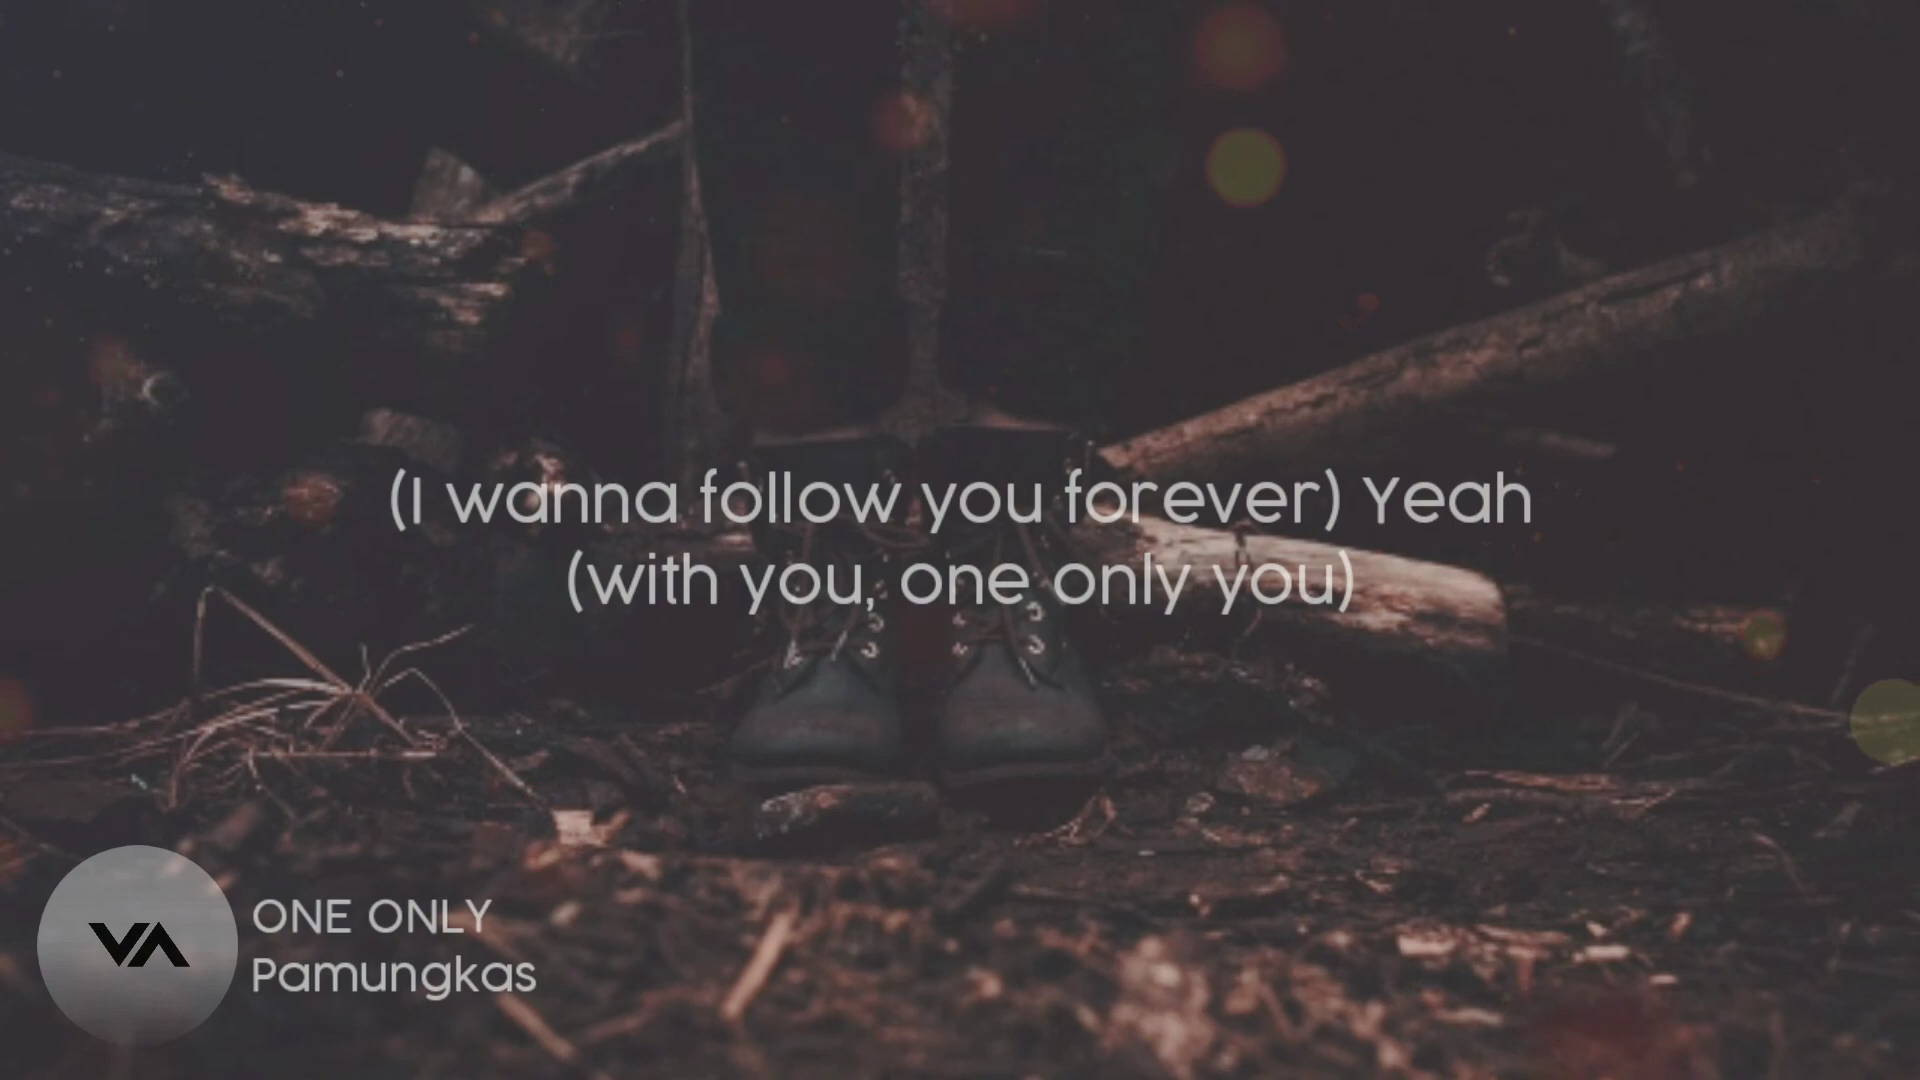 (I wanna follow you forever) Yeah
(with you, one only you)
VA
ONE ONLY
Pamungkas